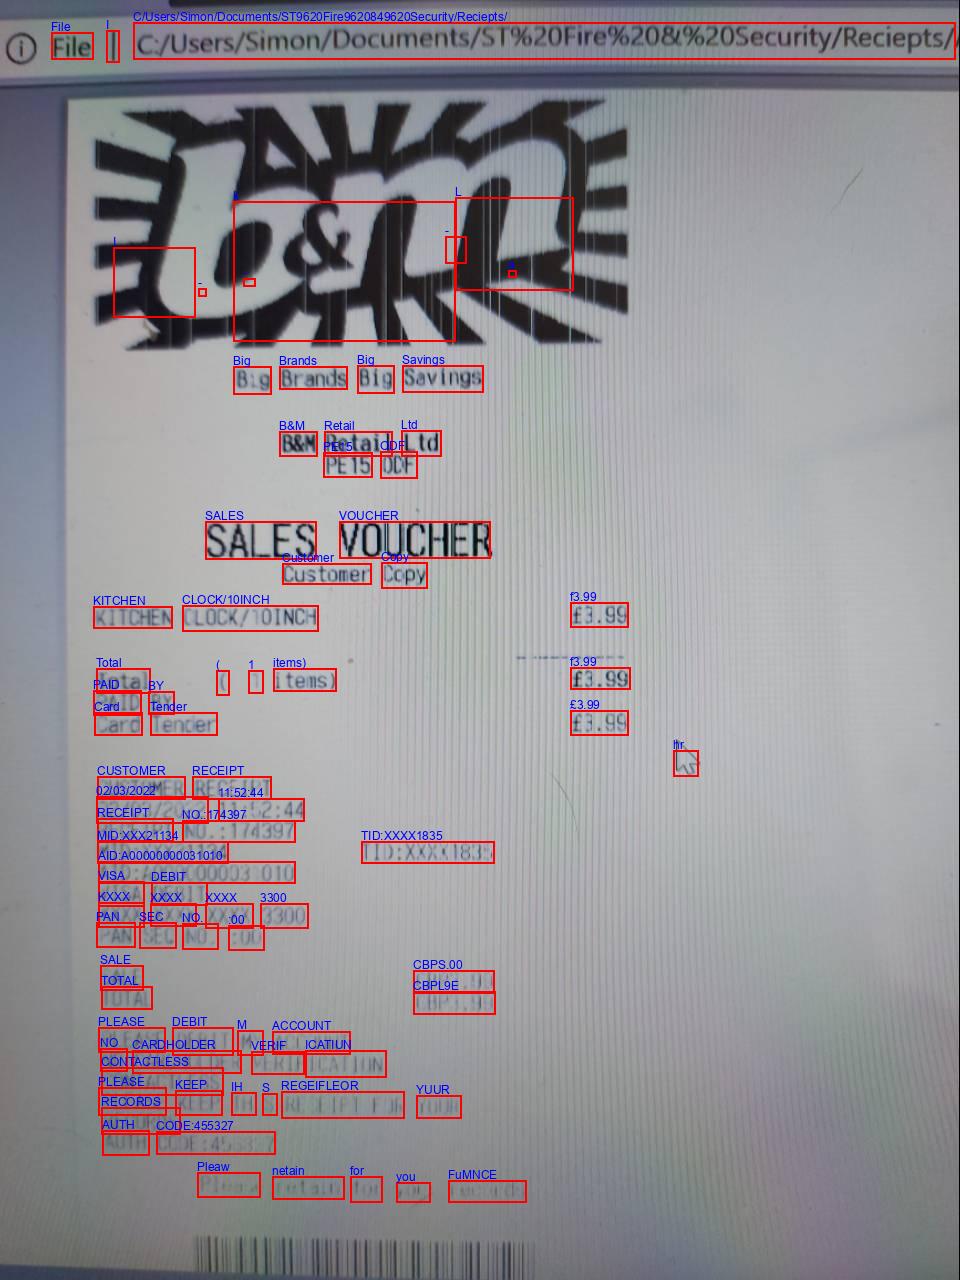 File | C:/Users/Simon/Documents/ST%20Fire%20&%20Security/Reciepts/
b&m
Big Brands Big Savings
B&M Retail Ltd
PE15 0DF
SALES VOUCHER
Customer Copy
KITCHEN CLOCK/10INCH £3.99
Total ( 1 items) £3.99
PAID BY
Card Tender £3.99
CUSTOMER RECEIPT
02/03/2022 11:52:44
RECEIPT NO.:174397
MID:XXX21134 TID:XXXX1835
AID:A0000000031010
VISA DEBIT
XXXX XXXX XXXX 3300
PAN SEC NO. :00
SALE GBP3.99
TOTAL GBP3.99
PLEASE DEBIT MY ACCOUNT
NO CARDHOLDER VERIFICATION
CONTACTLESS
PLEASE KEEP THIS RECEIPT FOR YOUR
RECORDS
AUTH CODE:455327
Please retain for your records